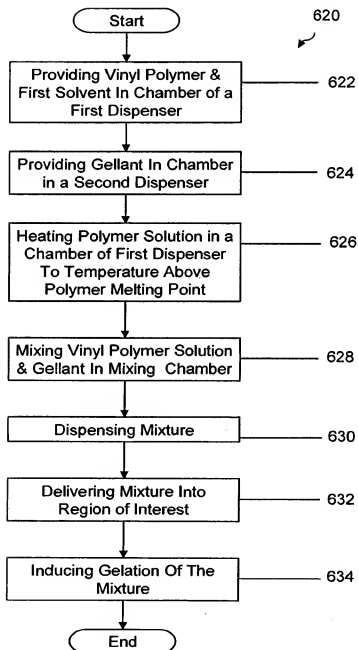 Start
620
Providing Vinyl Polymer &
First Solvent In Chamber of a
First Dispenser
622
Providing Gellant In Chamber
in a Second Dispenser
624
Heating Polymer Solution in a
Chamber of First Dispenser
To Temperature Above
Polymer Melting Point
626
Mixing Vinyl Polymer Solution
& Gellant In Mixing Chamber
628
Dispensing Mixture
630
Delivering Mixture Into
Region of Interest
632
Inducing Gelation Of The
Mixture
634
End